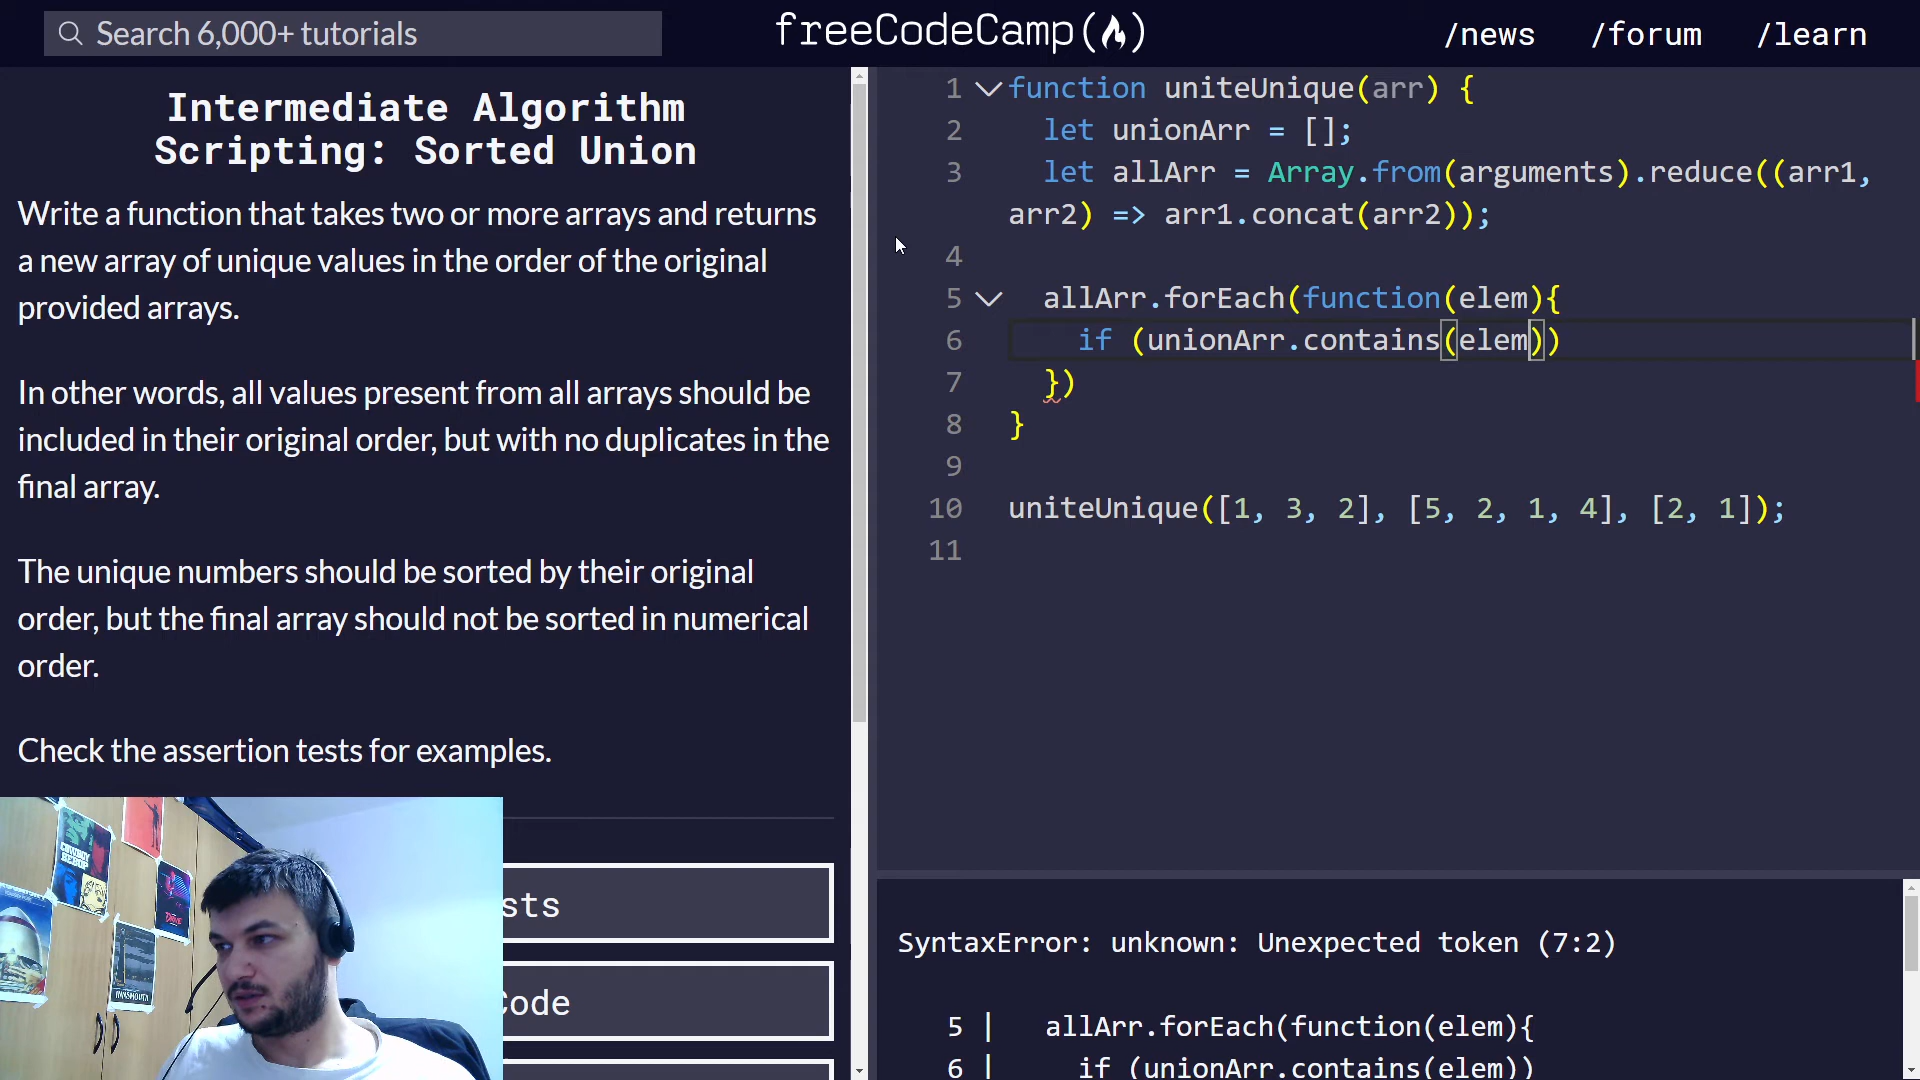 Search 6,000+ tutorials
freeCodeCamp
/news
/forum
/learn
Intermediate Algorithm
Scripting: Sorted Union
Write a function that takes two or more arrays and returns
a new array of unique values in the order of the original
provided arrays.
In other words, all values present from all arrays should be
included in their original order, but with no duplicates in the
final array.
The unique numbers should be sorted by their original
order, but the final array should not be sorted in numerical
order.
Check the assertion tests for examples.
sts
Code
COWBOY
BEBOP
DRIVE
INNSMOUTH
1 function uniteUnique(arr) {
2 let unionArr = [];
3 let allArr = Array.from(arguments).reduce((arr1,
arr2) => arr1.concat(arr2));
4
5 allArr.forEach(function(elem){
6 if (unionArr.contains(elem))
7 })
8 }
9
10 uniteUnique([1, 3, 2], [5, 2, 1, 4], [2, 1]);
11
SyntaxError: unknown: Unexpected token (7:2)
5 | allArr.forEach(function(elem){
6 | if (unionArr.contains(elem))